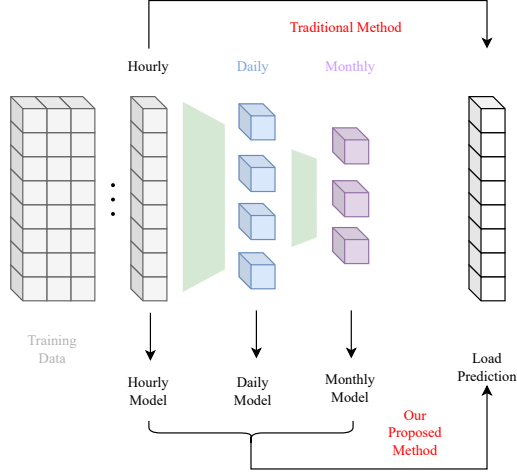 Traditional Method
Hourly
Daily
Monthly
Training
Data
Hourly
Model
Daily
Model
Monthly
Model
Load
Prediction
Our
Proposed
Method